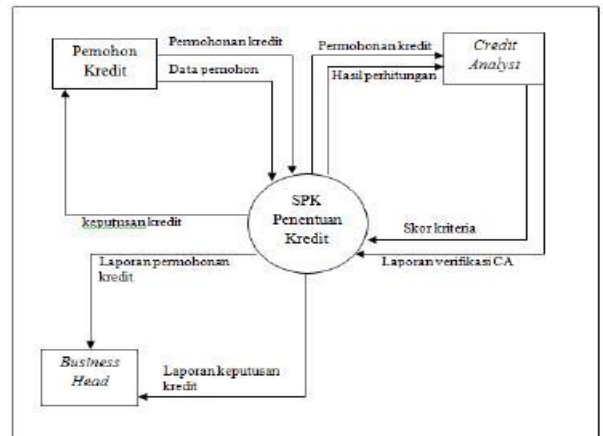 Pemohon
Kredit
Permohonan kredit
Data pemohon
Permohonan kredit
Hasil perhitungan
Credit
Analyst
SPK
Penentuan
Kredit
keputusan kredit
Skor kriteria
Laporan verifikasi CA
Laporan permohonan
kredit
Business
Head
Laporan keputusan
kredit